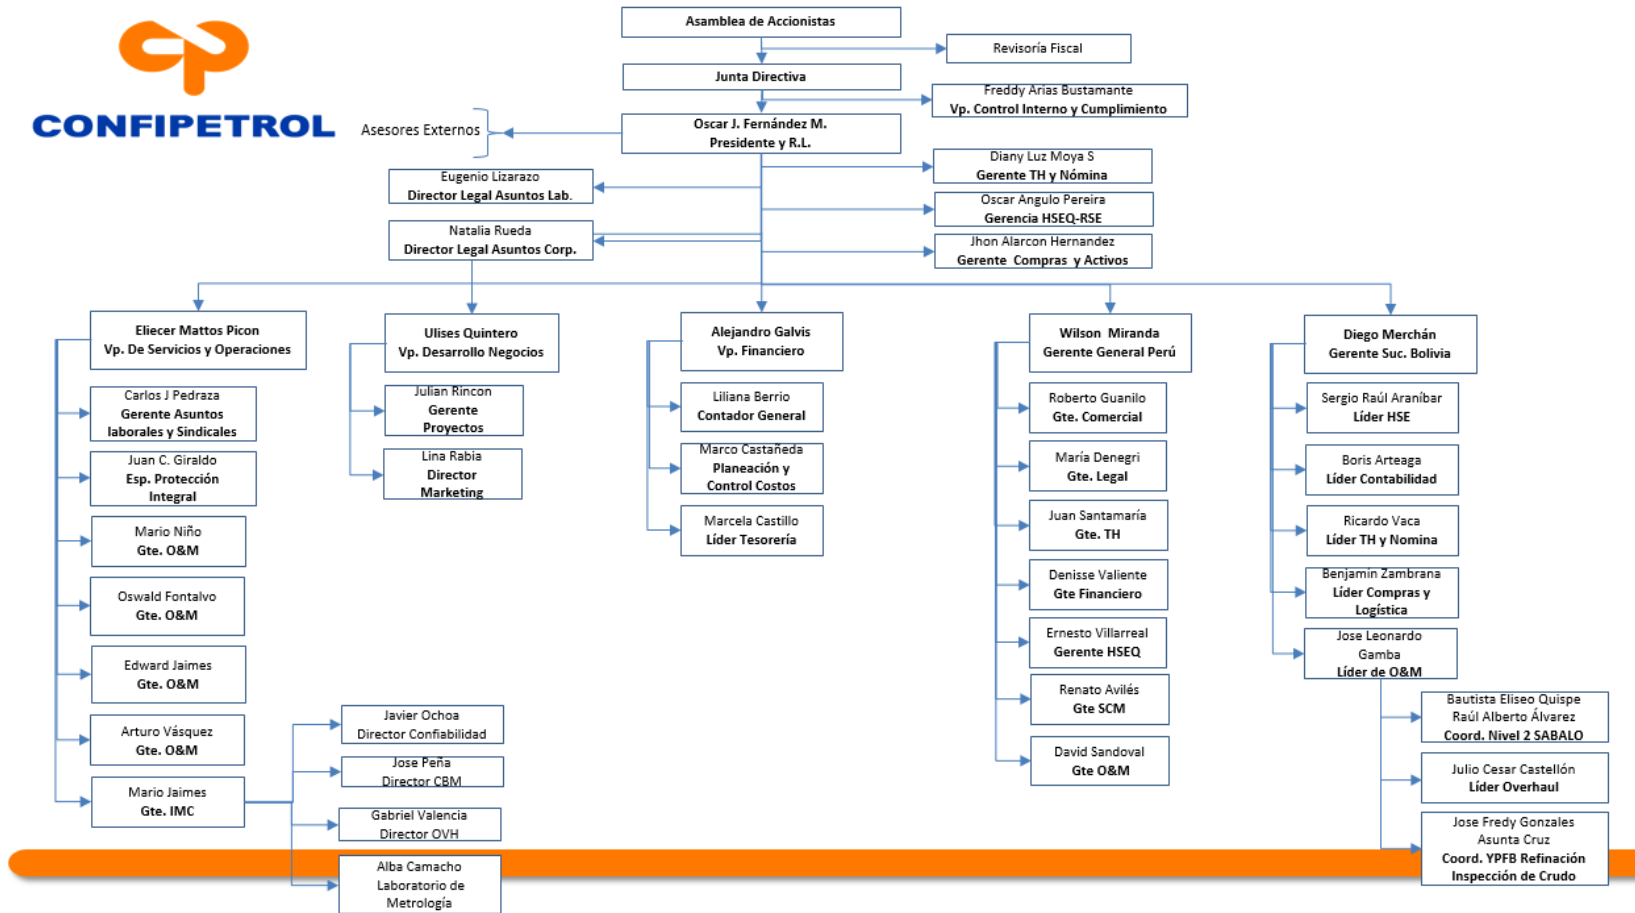 CONFIPETROL
Asamblea de Accionistas
Revisoría Fiscal
Junta Directiva
Freddy Arias Bustamante
Vp. Control Interno y Cumplimiento
Asesores Externos
Oscar J. Fernández M.
Presidente y R.L.
Diany Luz Moya S
Gerente TH y Nómina
Eugenio Lizarazo
Director Legal Asuntos Lab.
Oscar Angulo Pereira
Gerencia HSEQ-RSE
Natalia Rueda
Director Legal Asuntos Corp.
Jhon Alarcon Hernandez
Gerente Compras y Activos
Eliecer Mattos Picon
Vp. De Servicios y Operaciones
Carlos J Pedraza
Gerente Asuntos
laborales y Sindicales
Juan C. Giraldo
Esp. Protección
Integral
Mario Niño
Gte. O&M
Oswald Fontalvo
Gte. O&M
Edward Jaimes
Gte. O&M
Arturo Vásquez
Gte. O&M
Mario Jaimes
Gte. IMC
Javier Ochoa
Director Confiabilidad
Jose Peña
Director CBM
Gabriel Valencia
Director OVH
Alba Camacho
Laboratorio de
Metrología
Ulises Quintero
Vp. Desarrollo Negocios
Julian Rincon
Gerente
Proyectos
Lina Rabia
Director
Marketing
Alejandro Galvis
Vp. Financiero
Liliana Berrio
Contador General
Marco Castañeda
Planeación y
Control Costos
Marcela Castillo
Líder Tesorería
Wilson Miranda
Gerente General Perú
Roberto Guanilo
Gte. Comercial
María Denegri
Gte. Legal
Juan Santamaría
Gte. TH
Denisse Valiente
Gte Financiero
Ernesto Villarreal
Gerente HSEQ
Renato Avilés
Gte SCM
David Sandoval
Gte O&M
Diego Merchán
Gerente Suc. Bolivia
Sergio Raúl Araníbar
Líder HSE
Boris Arteaga
Líder Contabilidad
Ricardo Vaca
Líder TH y Nomina
Benjamin Zambrana
Líder Compras y
Logística
Jose Leonardo
Gamba
Líder de O&M
Bautista Eliseo Quispe
Raúl Alberto Álvarez
Coord. Nivel 2 SABALO
Julio Cesar Castellón
Líder Overhaul
Jose Fredy Gonzales
Asunta Cruz
Coord. YPFB Refinación
Inspección de Crudo